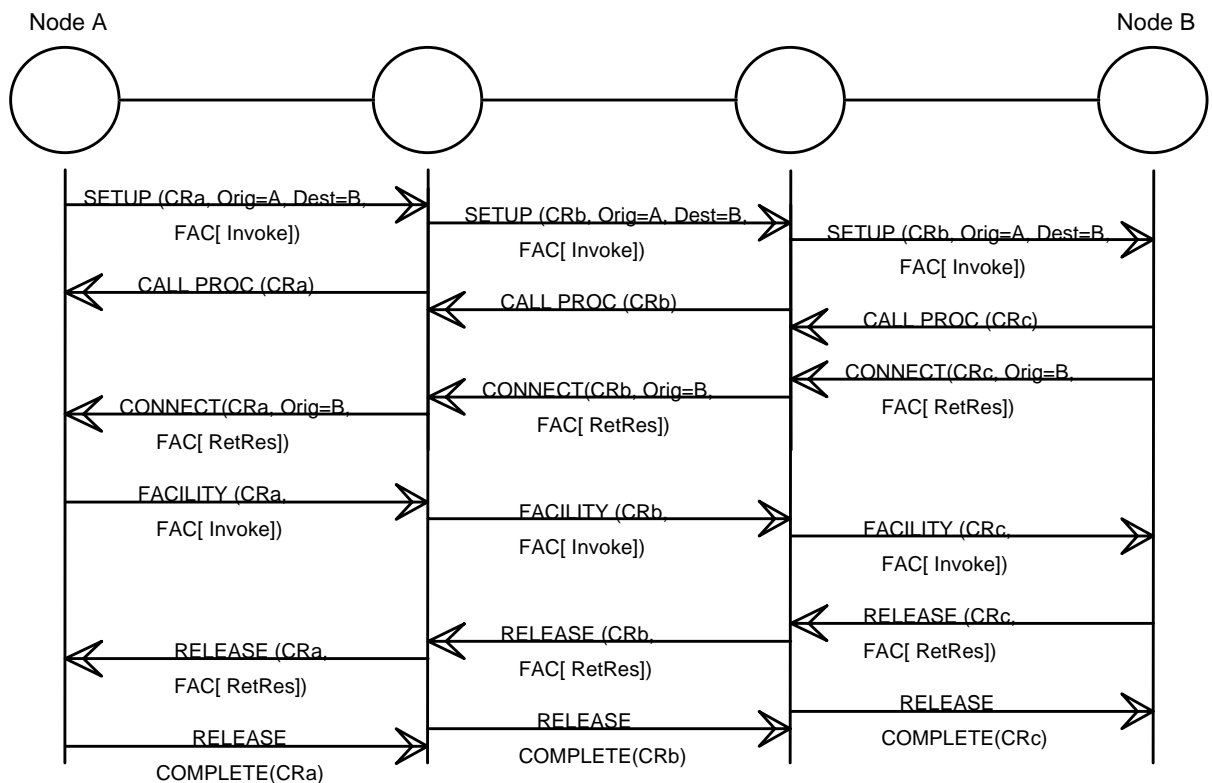 Node A
Node B
SETUP (CRa, Orig=A, Dest=B,
FAC[ Invoke])
SETUP (CRb, Orig=A, Dest=B,
FAC[ Invoke])
SETUP (CRb, Orig=A, Dest=B,
FAC[ Invoke])
CALL PROC (CRa)
CALL PROC (CRb)
CALL PROC (CRc)
CONNECT(CRc, Orig=B,
FAC[ RetRes])
CONNECT(CRb, Orig=B,
FAC[ RetRes])
CONNECT(CRa, Orig=B,
FAC[ RetRes])
FACILITY (CRa,
FAC[ Invoke])
FACILITY (CRb,
FAC[ Invoke])
FACILITY (CRc,
FAC[ Invoke])
RELEASE (CRc,
FAC[ RetRes])
RELEASE (CRb,
FAC[ RetRes])
RELEASE (CRa,
FAC[ RetRes])
RELEASE
COMPLETE(CRc)
RELEASE
COMPLETE(CRb)
RELEASE
COMPLETE(CRa)